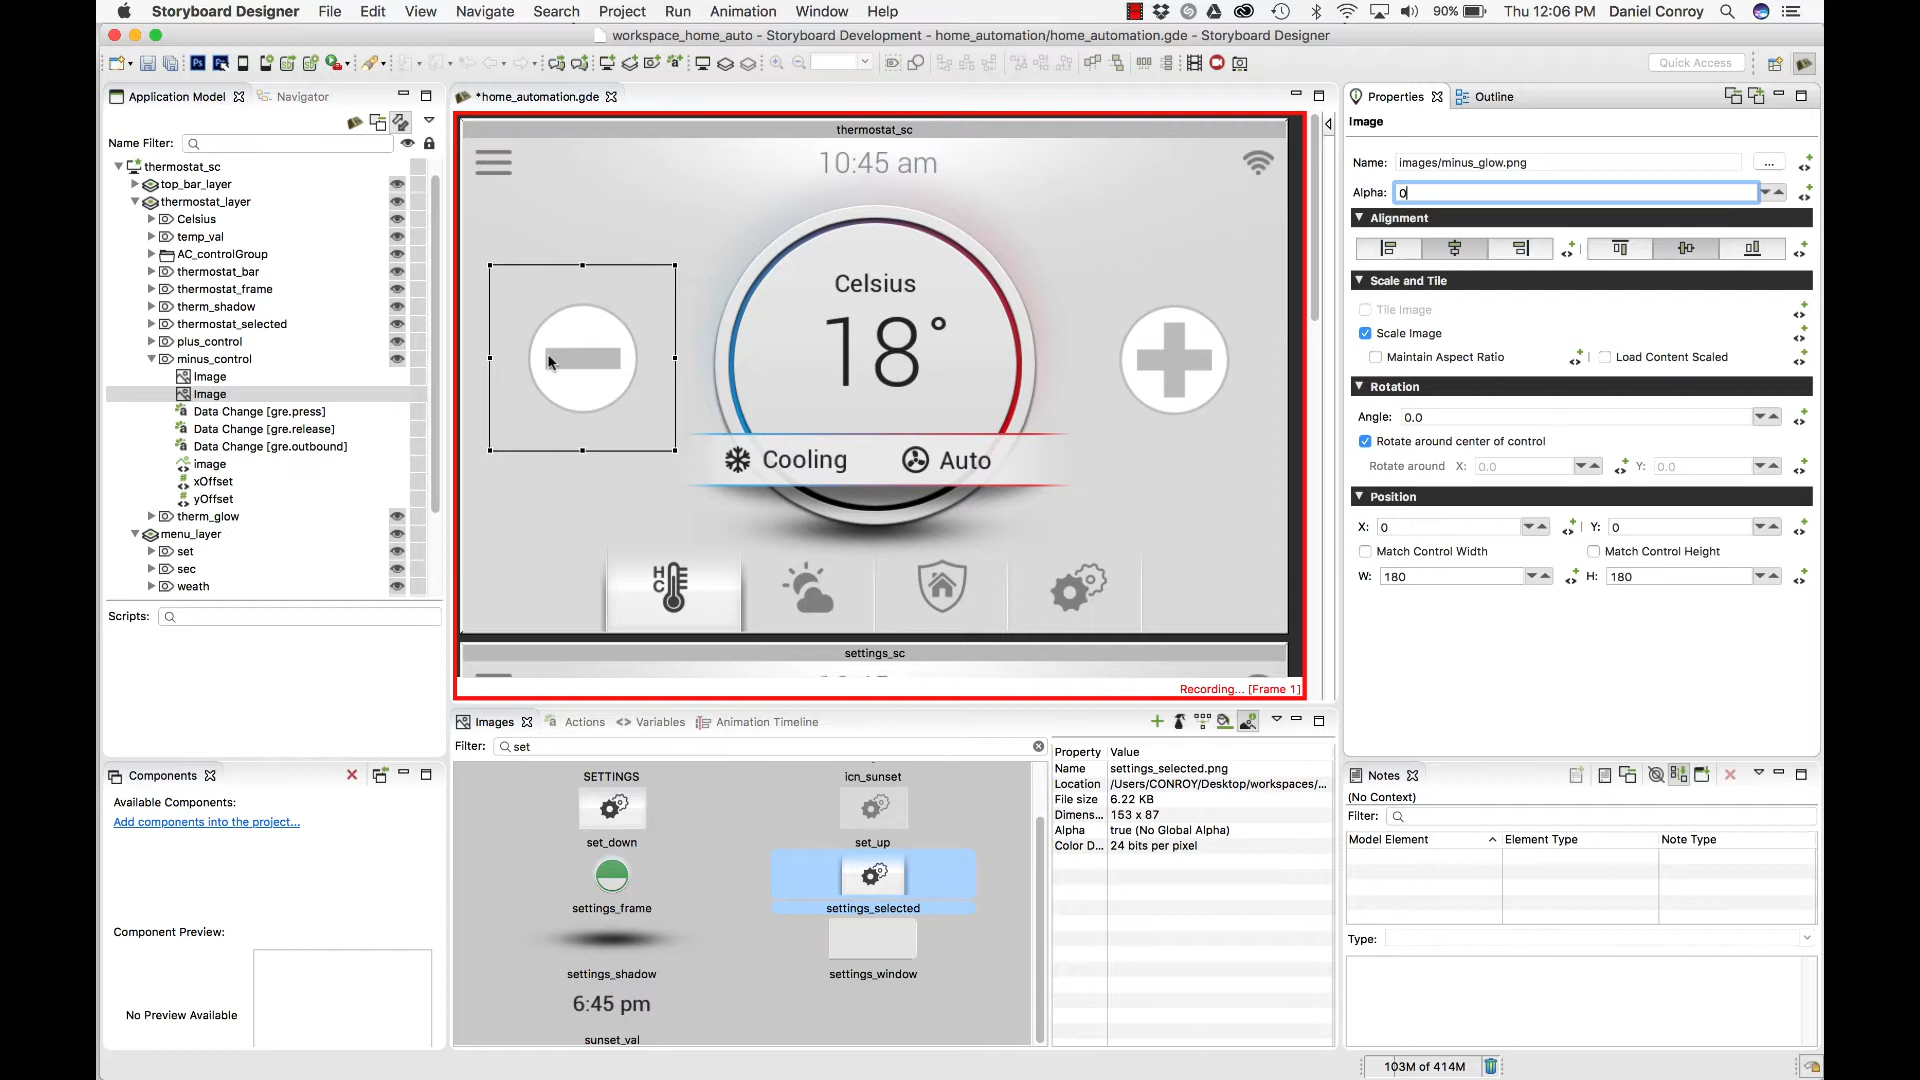 Storyboard Designer File Edit View Navigate Search Project Run Animation Window Help 90% Thu 12:06 PM Daniel Conroy
workspace_home_auto - Storyboard Development - home_automation/home_automation.gde - Storyboard Designer
Quick Access
Application Model Navigator
Name Filter:
thermostat_sc
top_bar_layer
thermostat_layer
Celsius
temp_val
AC_controlGroup
thermostat_bar
thermostat_frame
therm_shadow
thermostat_selected
plus_control
minus_control
Image
Image
Data Change [gre.press]
Data Change [gre.release]
Data Change [gre.outbound]
image
xOffset
yOffset
therm_glow
menu_layer
set
sec
weath
Scripts:
Components
Available Components:
Add components into the project...
Component Preview:
No Preview Available
*home_automation.gde
thermostat_sc
10:45 am
Celsius
18°
Cooling Auto
H
C
settings_sc
Recording... [Frame 1]
Images Actions Variables Animation Timeline
Filter: set
SETTINGS icn_sunset
set_down set_up
settings_frame settings_selected
settings_shadow settings_window
6:45 pm
sunset_val
Property Value
Name settings_selected.png
Location /Users/CONROY/Desktop/workspaces/...
File size 6.22 KB
Dimens... 153 x 87
Alpha true (No Global Alpha)
Color D... 24 bits per pixel
Properties Outline
Image
Name: images/minus_glow.png ...
Alpha: 0
Alignment
Scale and Tile
Tile Image
Scale Image
Maintain Aspect Ratio Load Content Scaled
Rotation
Angle: 0.0
Rotate around center of control
Rotate around X: 0.0 Y: 0.0
Position
X: 0 Y: 0
Match Control Width Match Control Height
W: 180 H: 180
Notes
(No Context)
Filter:
Model Element Element Type Note Type
Type:
103M of 414M